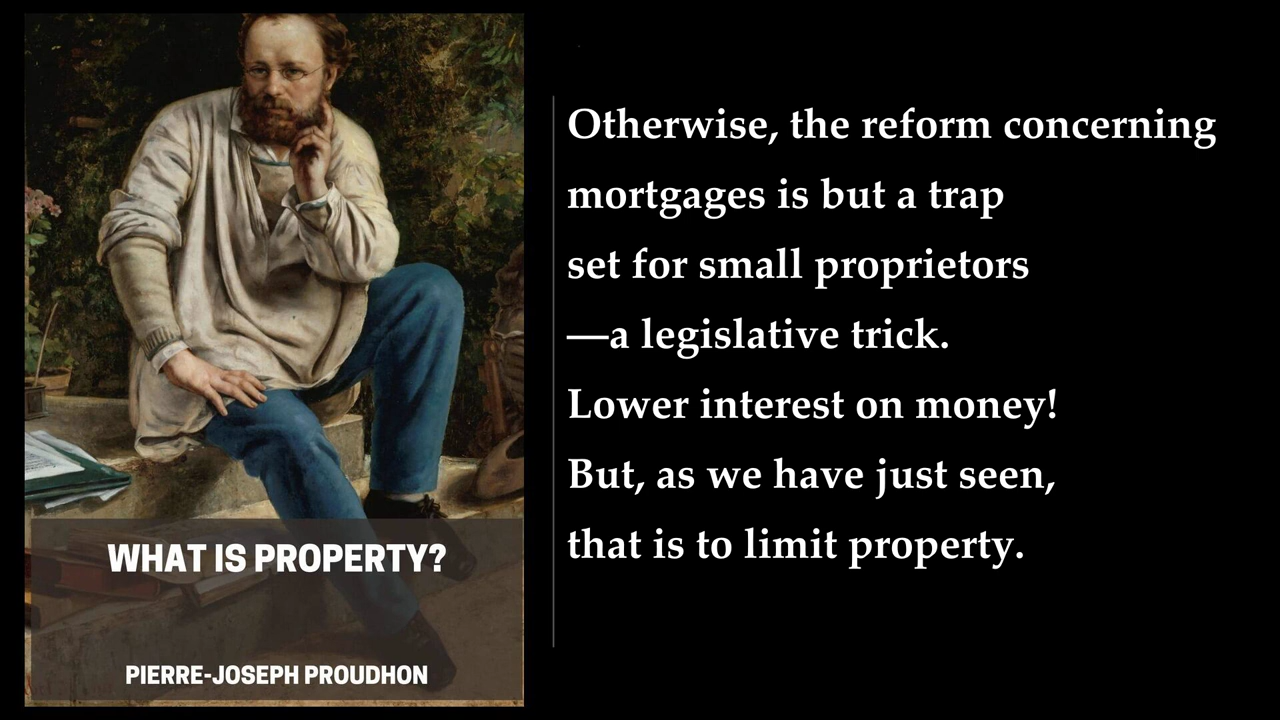 WHAT IS PROPERTY?
PIERRE-JOSEPH PROUDHON
Otherwise, the reform concerning
mortgages is but a trap
set for small proprietors
—a legislative trick.
Lower interest on money!
But, as we have just seen,
that is to limit property.